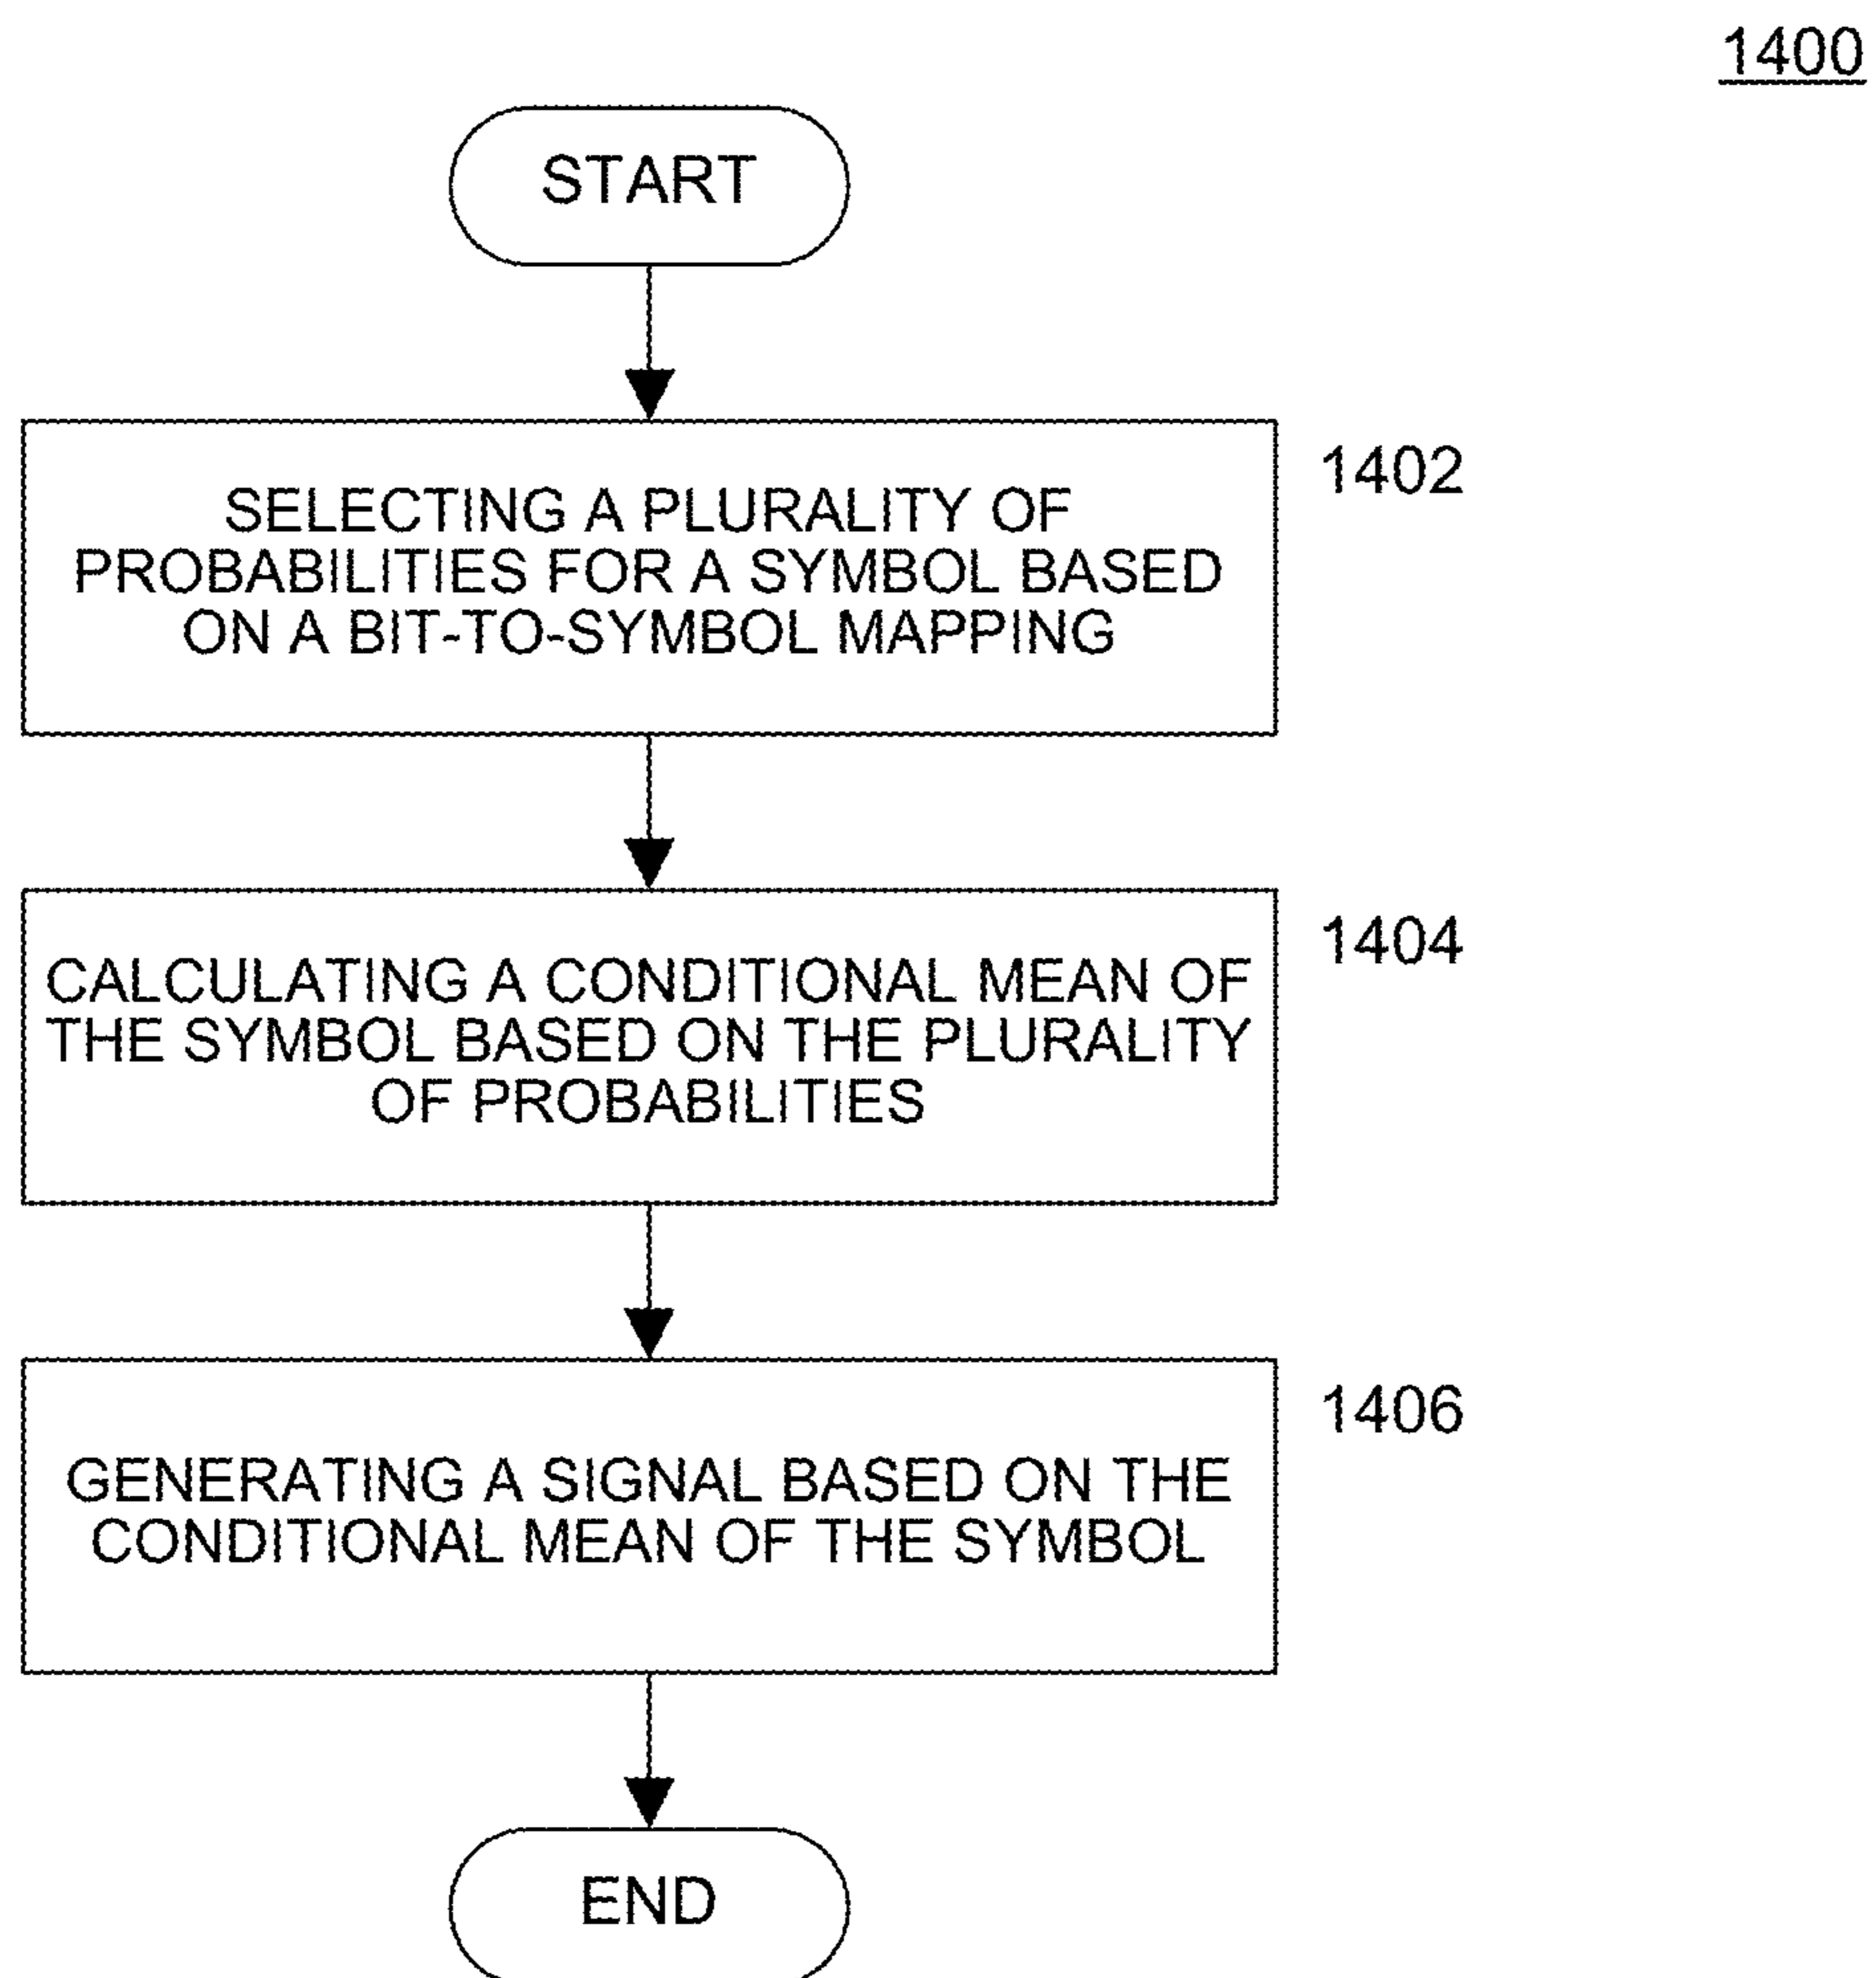 1400
START
SELECTING A PLURALITY OF
PROBABILITIES FOR A SYMBOL BASED
ON A BIT-TO-SYMBOL MAPPING
1402
CALCULATING A CONDITIONAL MEAN OF
THE SYMBOL BASED ON THE PLURALITY
OF PROBABILITIES
1404
GENERATING A SIGNAL BASED ON THE
CONDITIONAL MEAN OF THE SYMBOL
1406
END